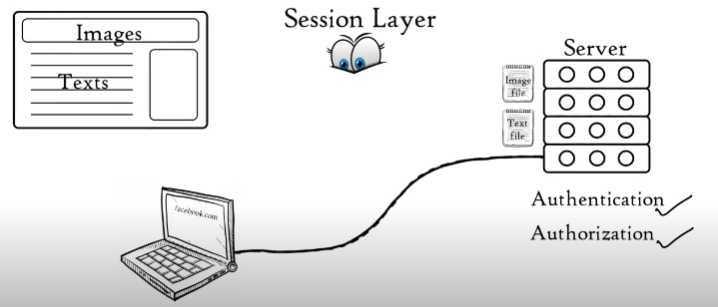 Session Layer
Images
Texts
Server
Image
file
Text
file
facebook.com
Authentication
Authorization